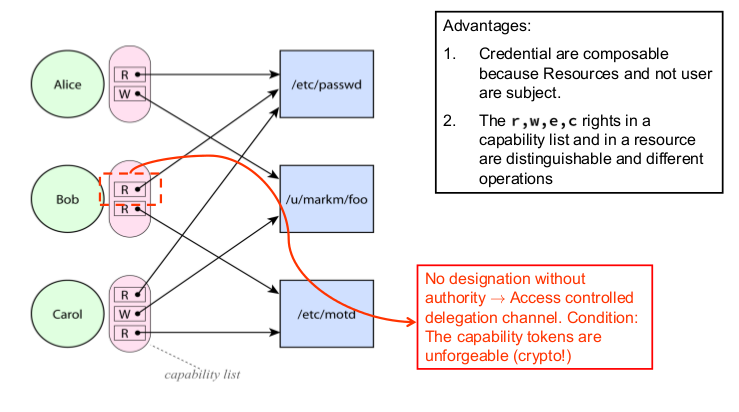 Alice
R
W
/etc/passwd
Bob
R
R
/u/markm/foo
Carol
R
W
R
/etc/motd
capability list
Advantages:
1. Credential are composable
because Resources and not user
are subject.
2. The r,w,e,c rights in a
capability list and in a resource
are distinguishable and different
operations
No designation without
authority → Access controlled
delegation channel. Condition:
The capability tokens are
unforgeable (crypto!)